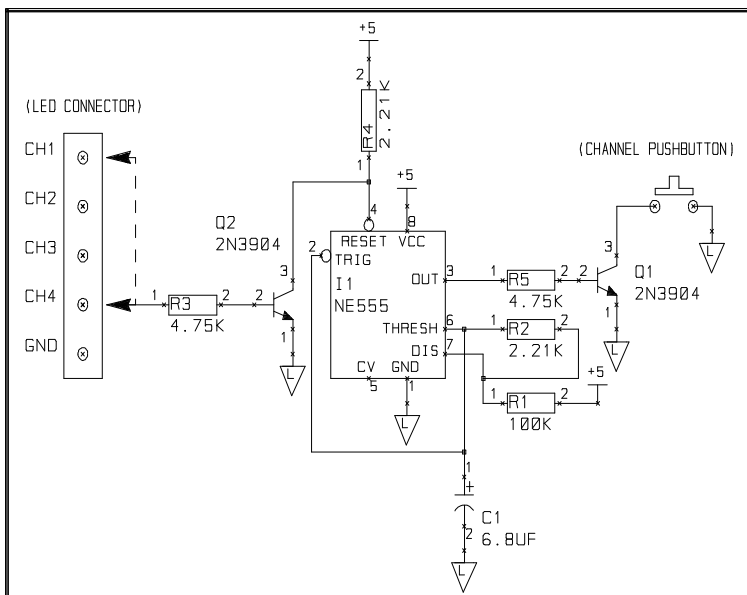 +5
2
R4
2.21K
1
(LED CONNECTOR)
CH1
CH2
CH3
CH4
GND
(CHANNEL PUSHBUTTON)
+5
4
8
Q2
2N3904
3
2
1
L
1
R3
2
4.75K
2
RESET
VCC
TRIG
I1
NE555
OUT
THRESH
DIS
CV
GND
5
1
L
3
6
7
1
R5
2
4.75K
1
R2
2
2.21K
1
R1
2
100K
+5
2
3
Q1
2N3904
1
L
L
1
+
C1
6.8UF
2
L